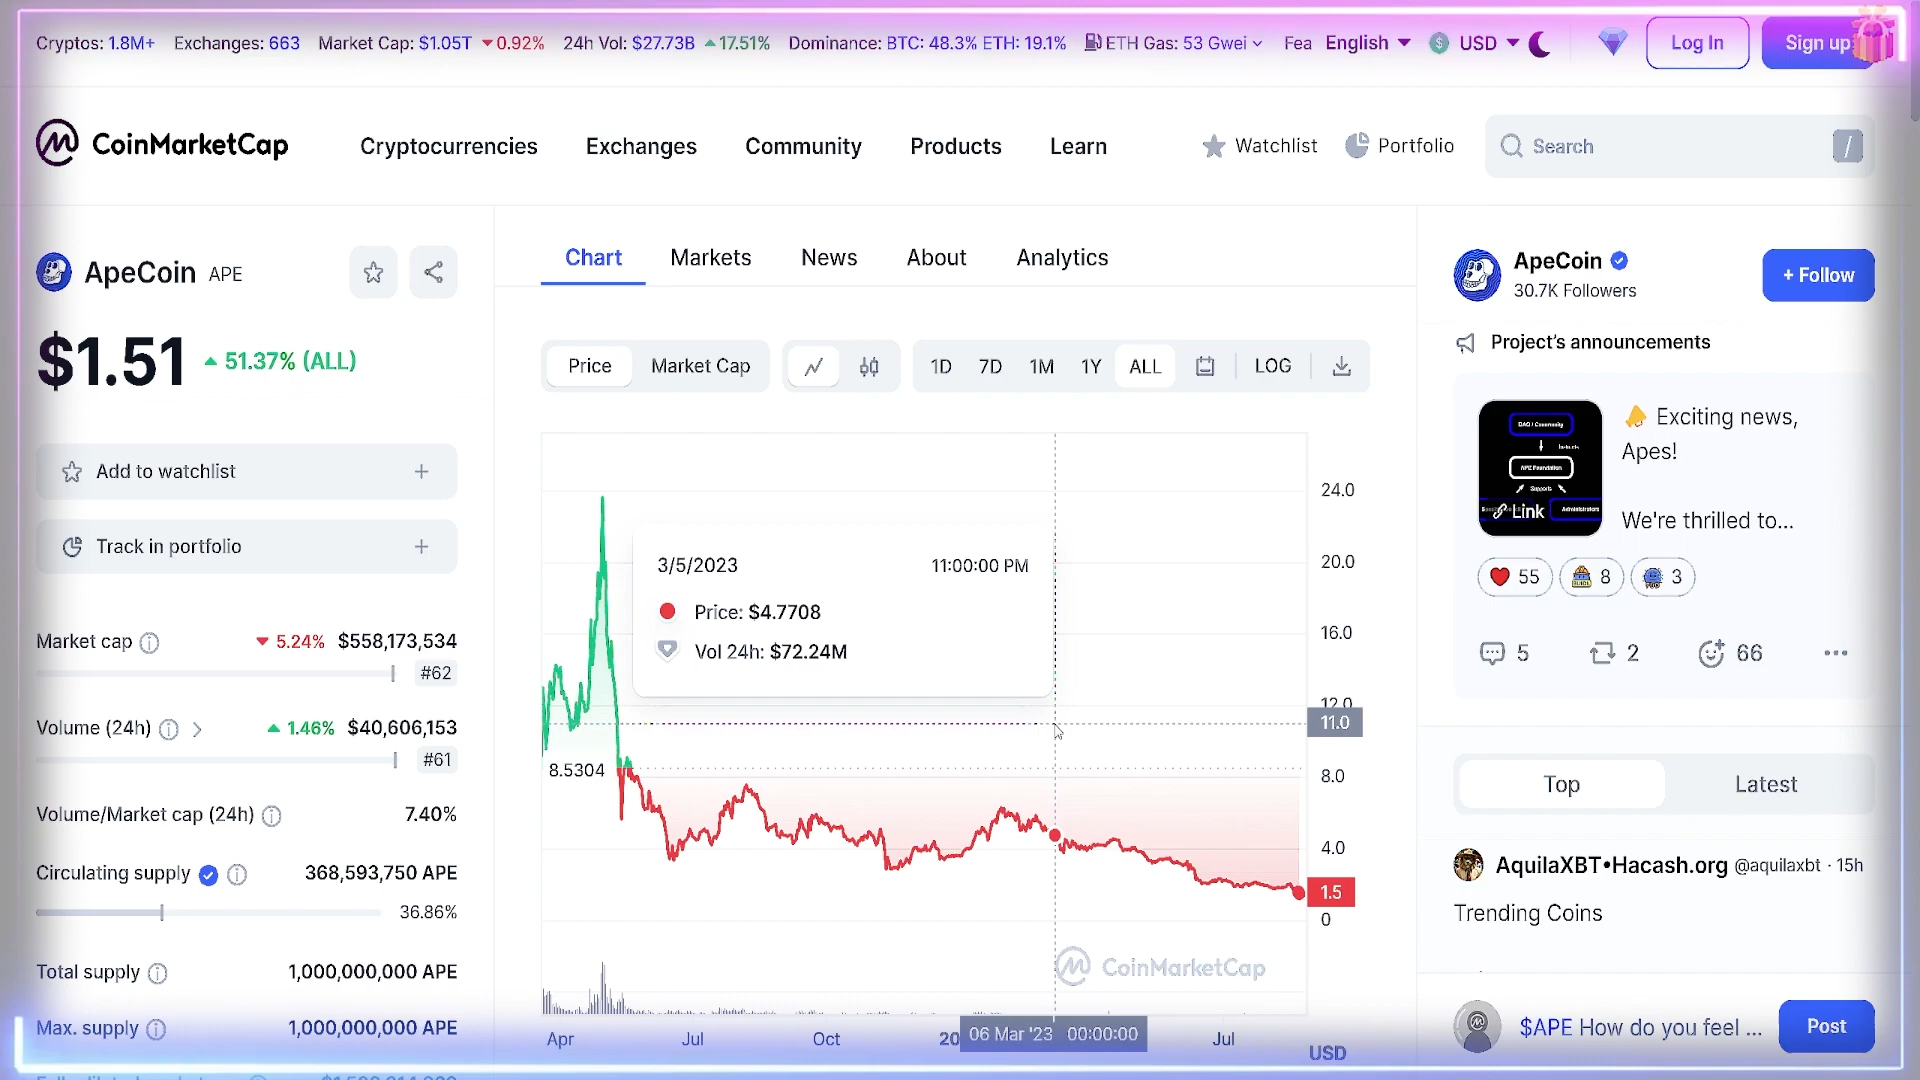 Cryptos: 1.8M+ Exchanges: 663 Market Cap: $1.05T 0.92% 24h Vol: $27.73B 17.51% Dominance: BTC: 48.3% ETH: 19.1% ETH Gas: 53 Gwei Fea English USD Log In Sign up
CoinMarketCap Cryptocurrencies Exchanges Community Products Learn Watchlist Portfolio Search /
ApeCoin APE
$1.51 51.37% (ALL)
Add to watchlist +
Track in portfolio +
Market cap 5.24% $558,173,534
#62
Volume (24h) 1.46% $40,606,153
#61
Volume/Market cap (24h) 7.40%
Circulating supply 368,593,750 APE
36.86%
Total supply 1,000,000,000 APE
Max. supply 1,000,000,000 APE
Chart Markets News About Analytics
Price Market Cap 1D 7D 1M 1Y ALL LOG
24.0
20.0
16.0
12.0
11.0
8.0
4.0
1.5
0
3/5/2023 11:00:00 PM
Price: $4.7708
Vol 24h: $72.24M
8.5304
CoinMarketCap
Apr Jul Oct 20 06 Mar '23 00:00:00 Jul
USD
ApeCoin
30.7K Followers
+ Follow
Project's announcements
DAO / Community
APE Foundation
Supports
Link
Administrators
Exciting news,
Apes!
We're thrilled to...
55 8 3
5 2 66
Top Latest
AquilaXBT•Hacash.org @aquilaxbt · 15h
Trending Coins
$APE How do you feel ... Post